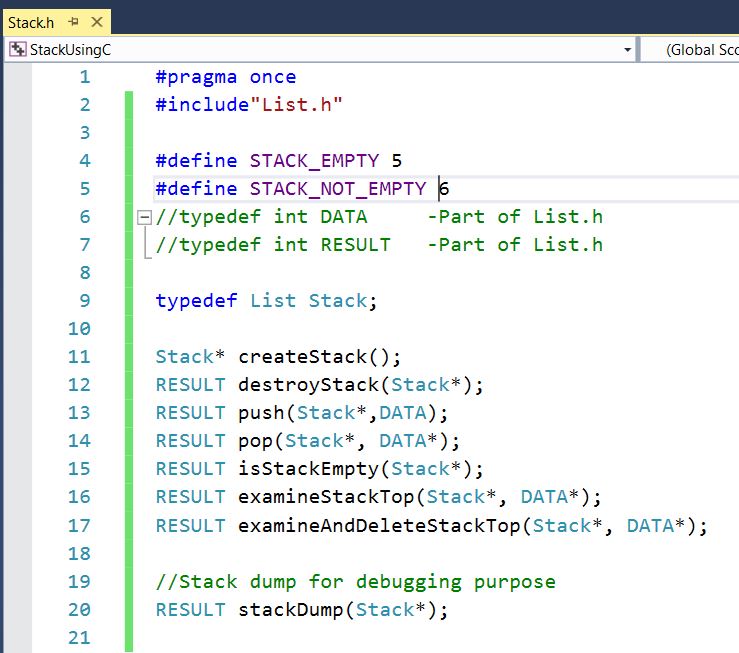 Stack.h
StackUsingC (Global Sco
1 #pragma once
2 #include"List.h"
3
4 #define STACK_EMPTY 5
5 #define STACK_NOT_EMPTY 6
6 //typedef int DATA     -Part of List.h
7 //typedef int RESULT   -Part of List.h
8
9 typedef List Stack;
10
11 Stack* createStack();
12 RESULT destroyStack(Stack*);
13 RESULT push(Stack*,DATA);
14 RESULT pop(Stack*, DATA*);
15 RESULT isStackEmpty(Stack*);
16 RESULT examineStackTop(Stack*, DATA*);
17 RESULT examineAndDeleteStackTop(Stack*, DATA*);
18
19 //Stack dump for debugging purpose
20 RESULT stackDump(Stack*);
21